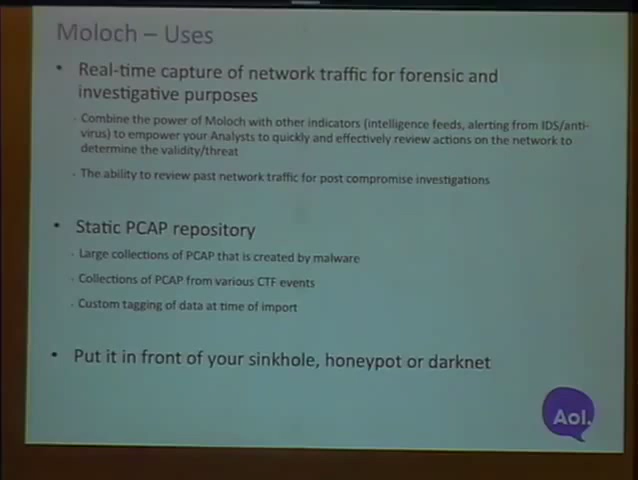 Moloch – Uses
• Real-time capture of network traffic for forensic and
investigative purposes
- Combine the power of Moloch with other indicators (intelligence feeds, alerting from IDS/anti-
virus) to empower your Analysts to quickly and effectively review actions on the network to
determine the validity/threat
- The ability to review past network traffic for post compromise investigations
• Static PCAP repository
- Large collections of PCAP that is created by malware
- Collections of PCAP from various CTF events
- Custom tagging of data at time of import
• Put it in front of your sinkhole, honeypot or darknet
Aol.